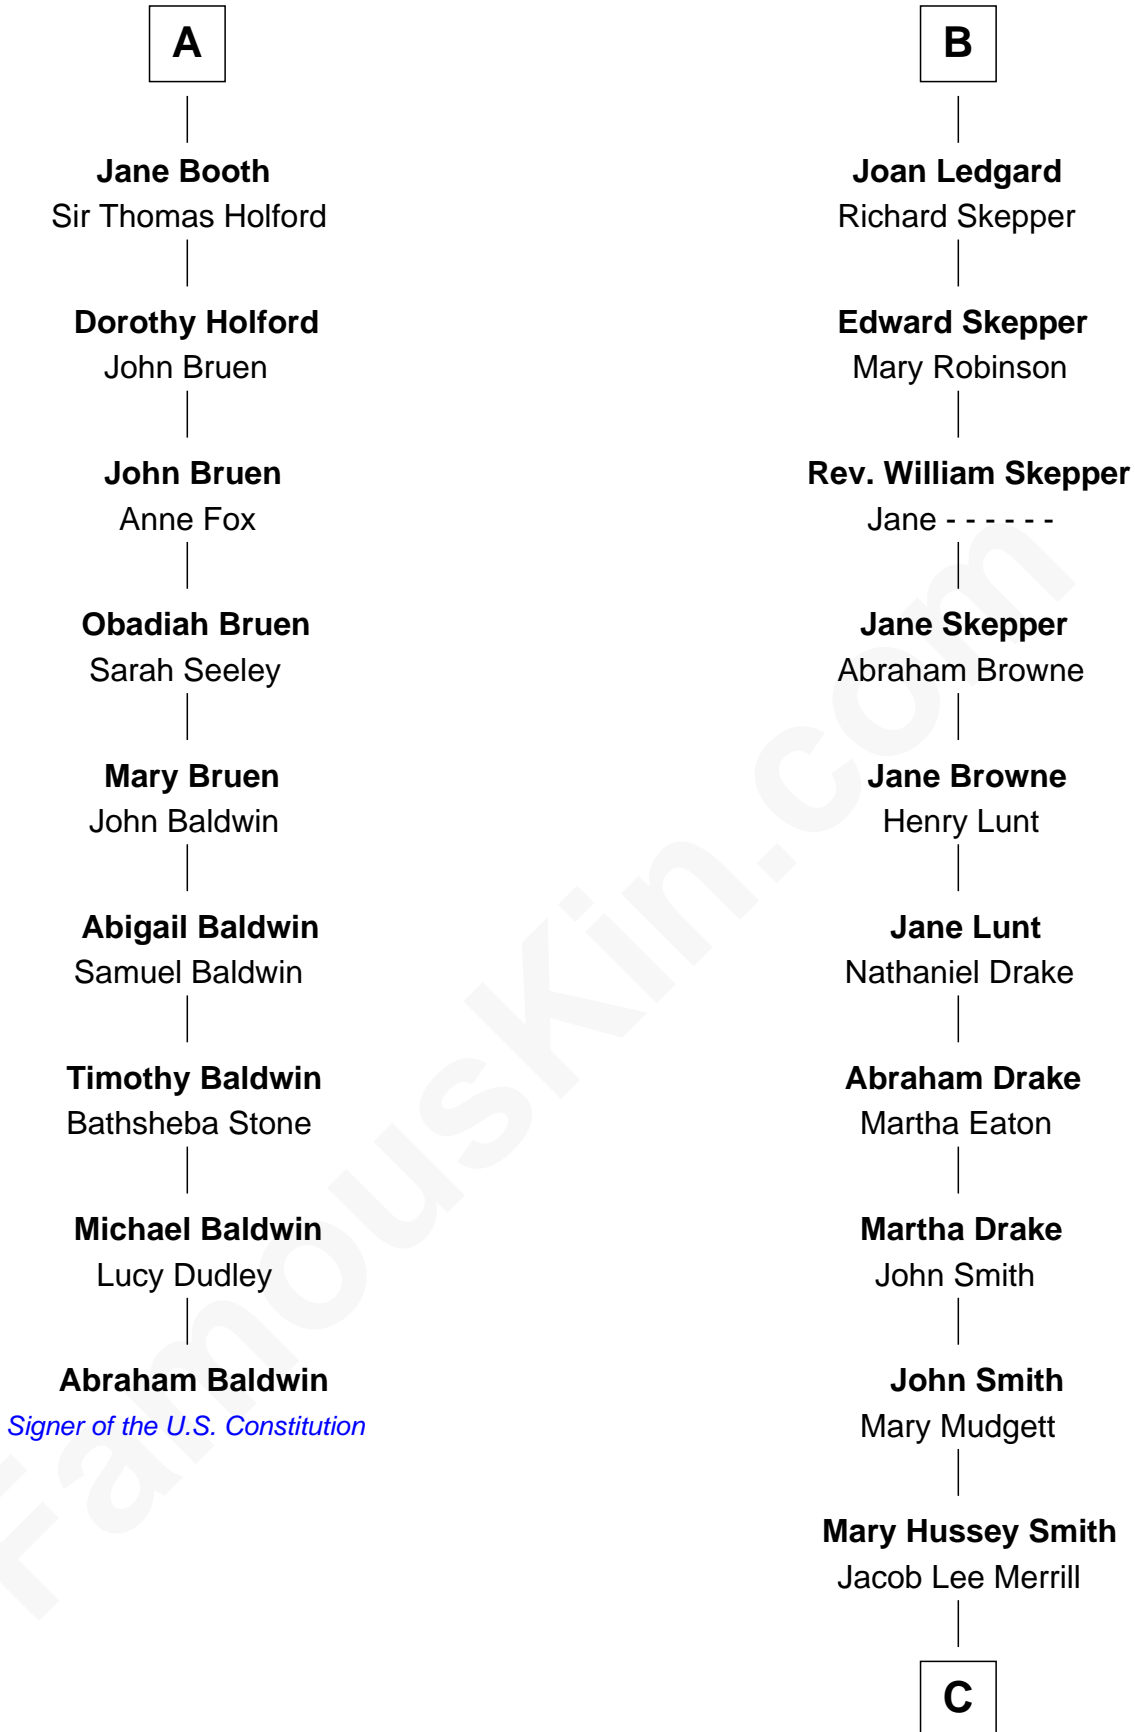 A
Jane Booth
Sir Thomas Holford
Dorothy Holford
John Bruen
John Bruen
Anne Fox
Obadiah Bruen
Sarah Seeley
Mary Bruen
John Baldwin
Abigail Baldwin
Samuel Baldwin
Timothy Baldwin
Bathsheba Stone
Michael Baldwin
Lucy Dudley
Abraham Baldwin
Signer of the U.S. Constitution
B
Joan Ledgard
Richard Skepper
Edward Skepper
Mary Robinson
Rev. William Skepper
Jane - - - - - -
Jane Skepper
Abraham Browne
Jane Browne
Henry Lunt
Jane Lunt
Nathaniel Drake
Abraham Drake
Martha Eaton
Martha Drake
John Smith
John Smith
Mary Mudgett
Mary Hussey Smith
Jacob Lee Merrill
C
FamousKin.com